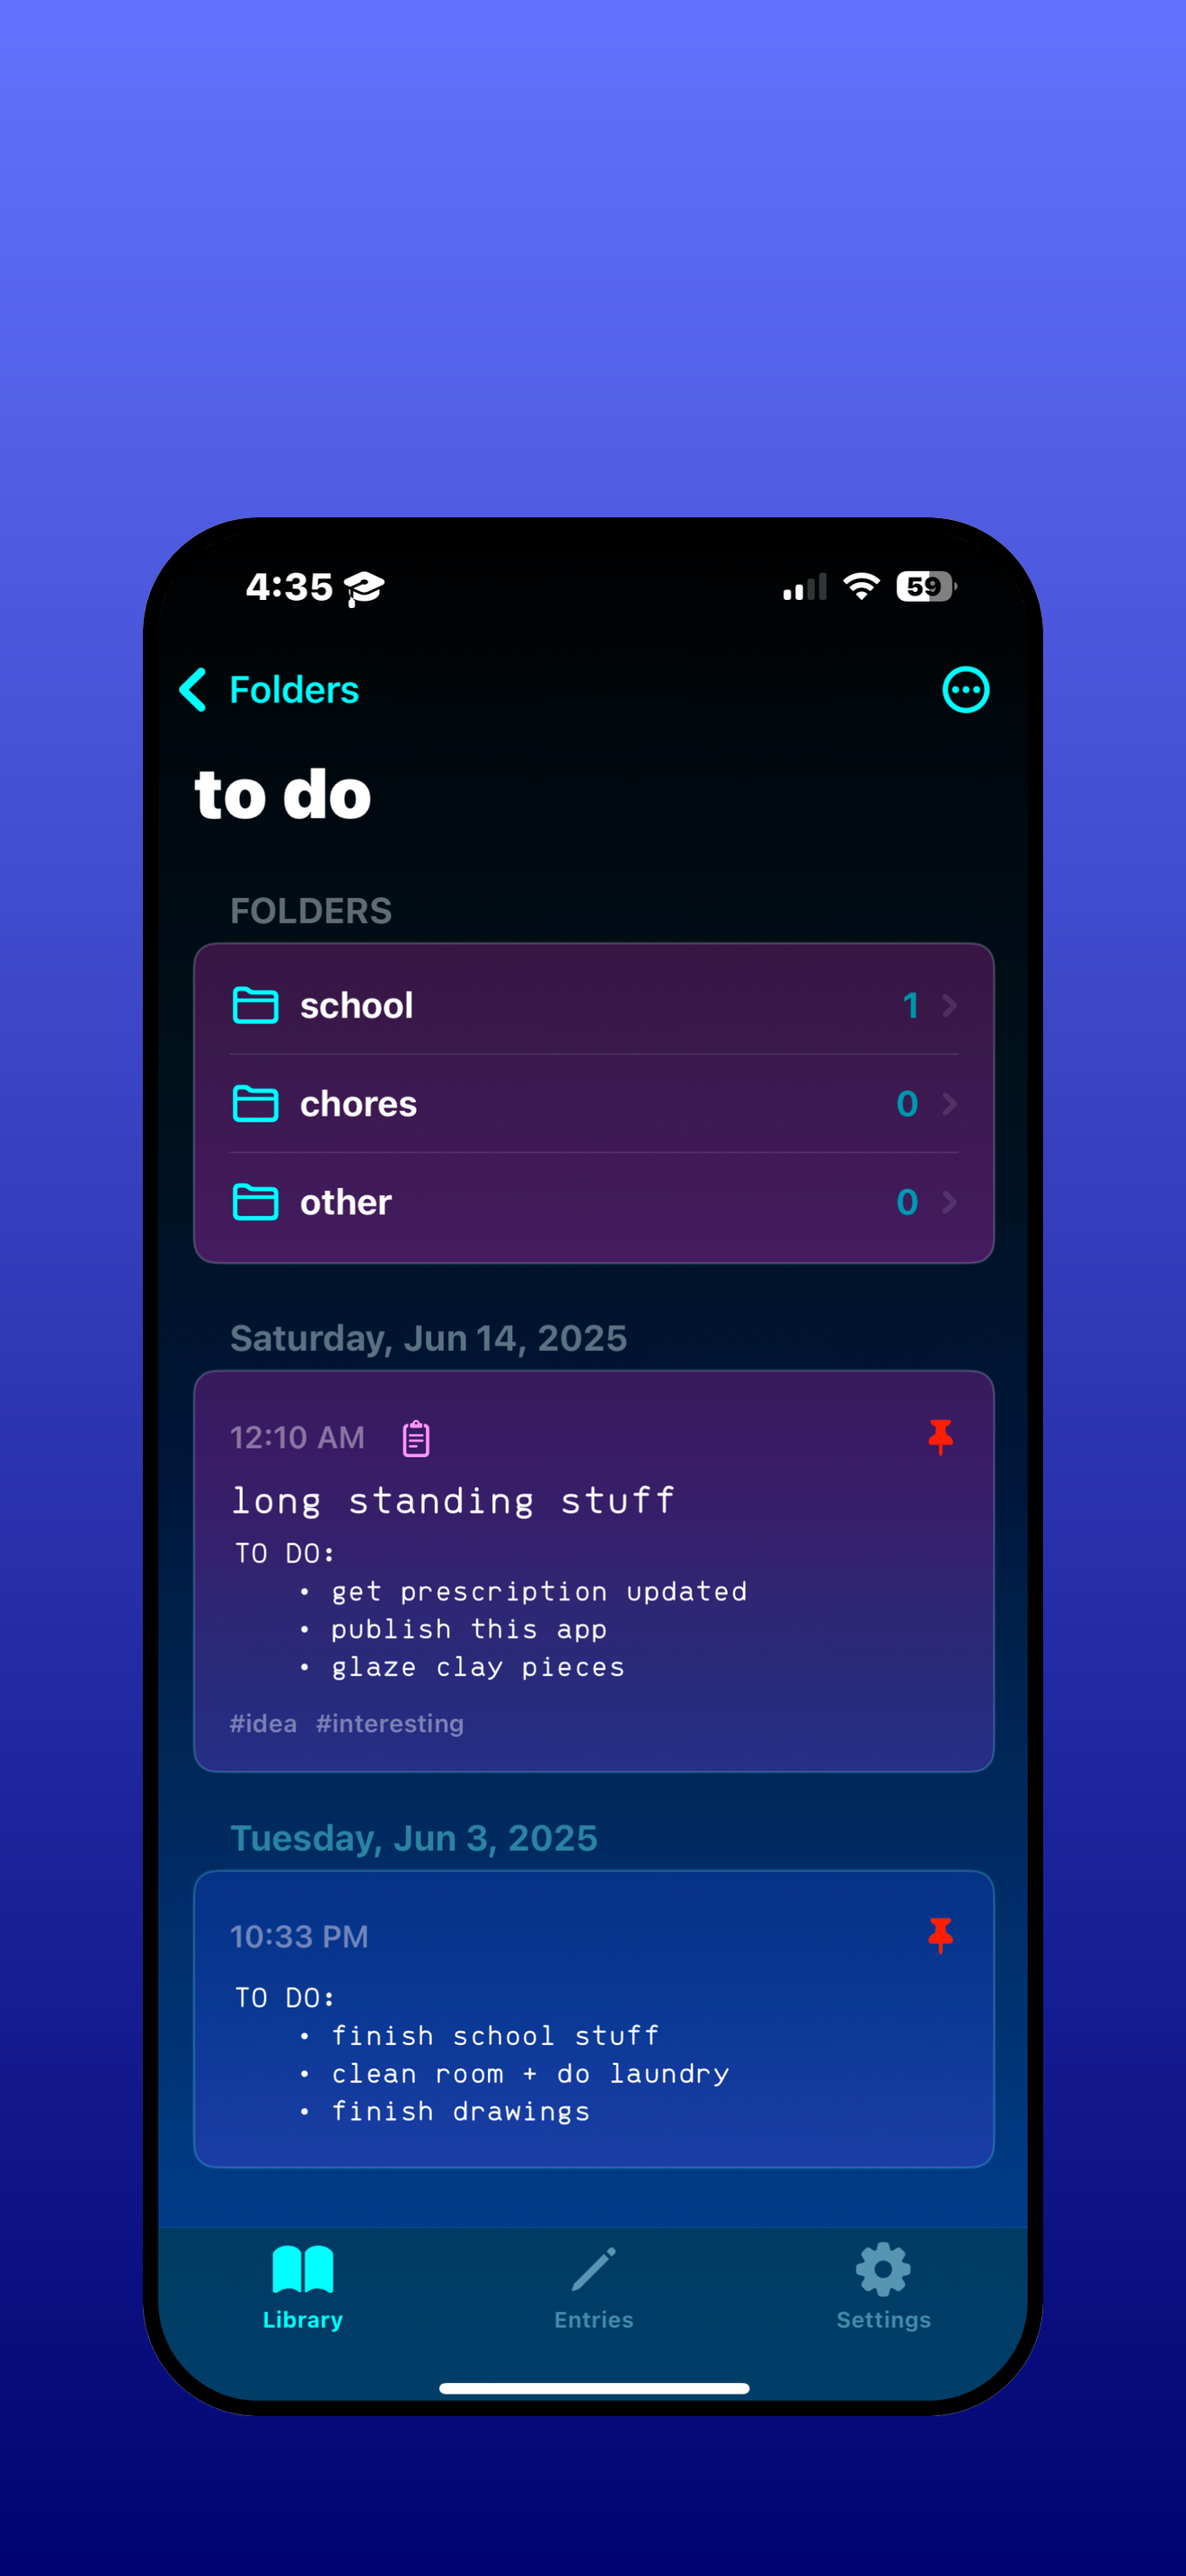 4:35
59
Folders
to do
FOLDERS
school 1
chores 0
other 0
Saturday, Jun 14, 2025
12:10 AM
long standing stuff
TO DO:
• get prescription updated
• publish this app
• glaze clay pieces
#idea #interesting
Tuesday, Jun 3, 2025
10:33 PM
TO DO:
• finish school stuff
• clean room + do laundry
• finish drawings
Library Entries Settings